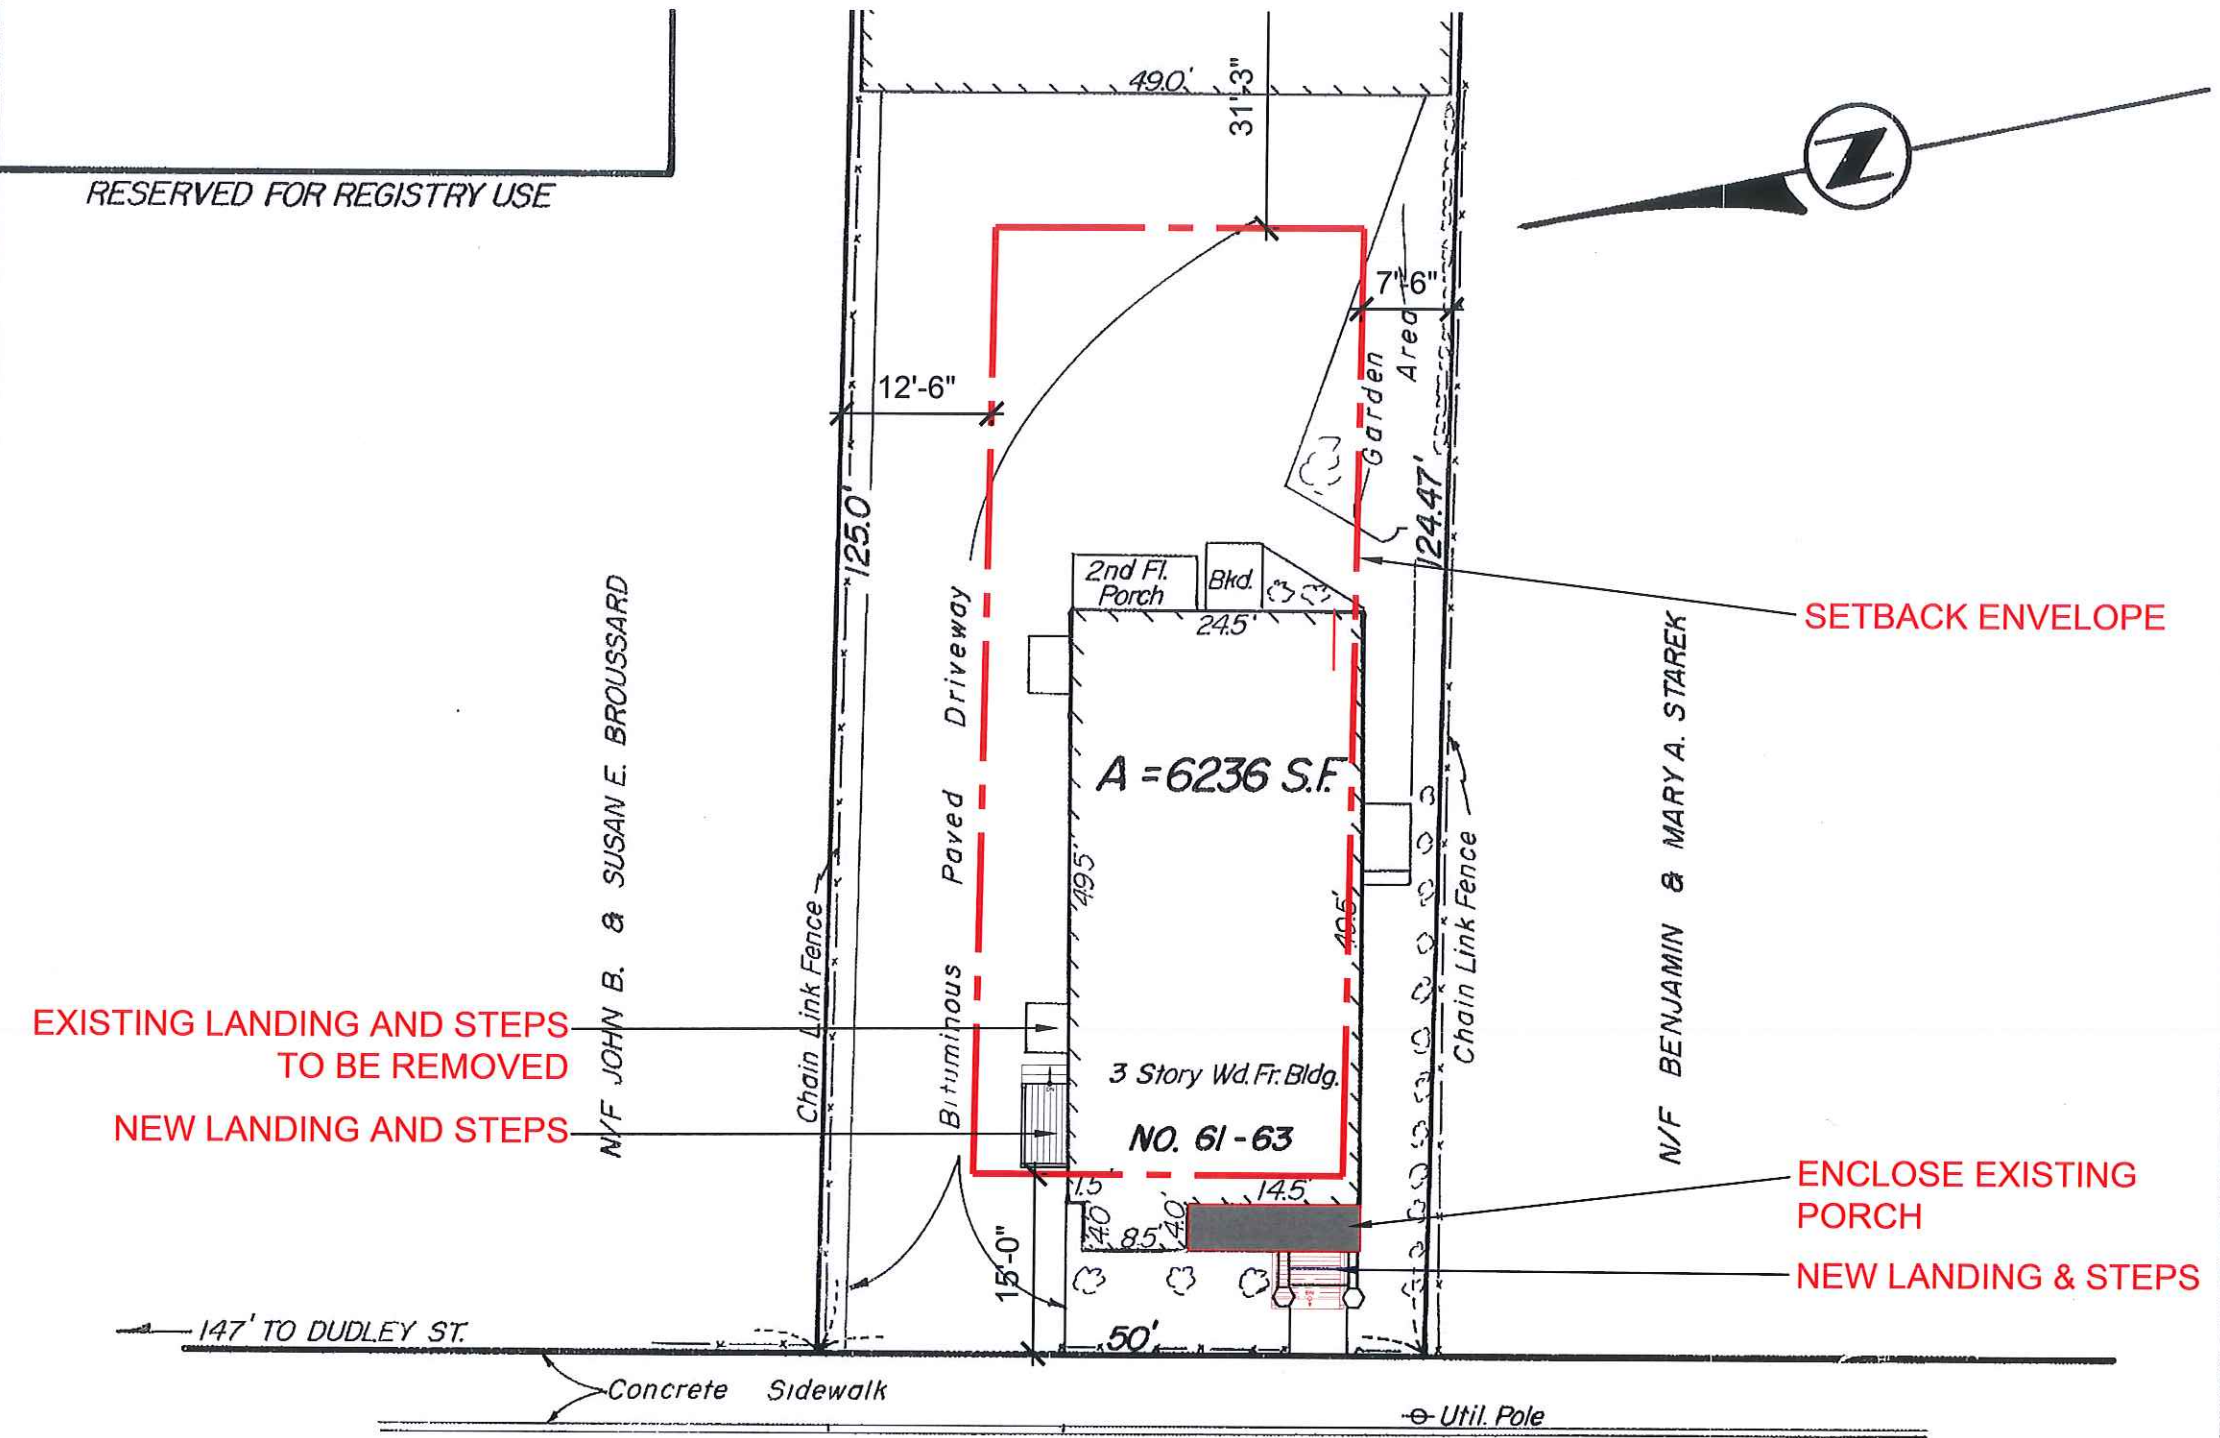 49.0'
31'-3"
N
RESERVED FOR REGISTRY USE
7'-6"
12'-6"
Garden
Area
125.0'
124.47'
2nd Fl.
Porch
Bkd.
24.5'
SETBACK ENVELOPE
N/F JOHN B. & SUSAN E. BROUSSARD
Bituminous Paved Driveway
N/F BENJAMIN & MARY A. STAREK
A = 6236 S.F.
49.5'
Chain Link Fence
Chain Link Fence
EXISTING LANDING AND STEPS
TO BE REMOVED
3 Story Wd. Fr. Bldg.
NEW LANDING AND STEPS
NO. 61-63
ENCLOSE EXISTING
PORCH
1.5
14.5'
4.0'
8.5'
4.0'
15'-0"
NEW LANDING & STEPS
147' TO DUDLEY ST.
50'
Concrete Sidewalk
Util. Pole